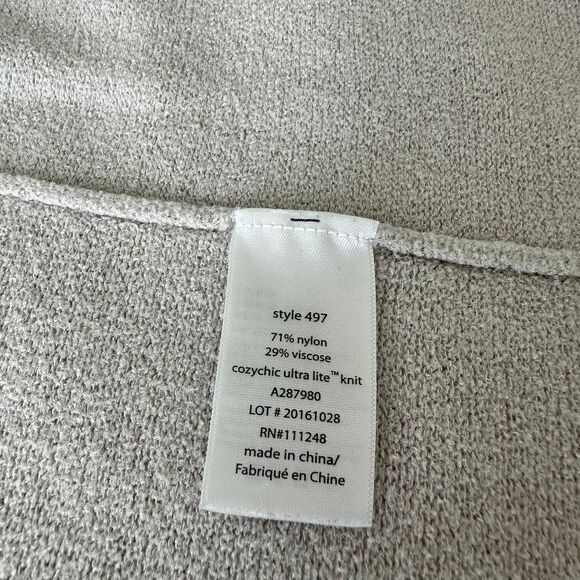 style 497
71% nylon
29% viscose
cozychic ultra lite™ knit
A287980
LOT # 20161028
RN#111248
made in china/
Fabriqué en Chine